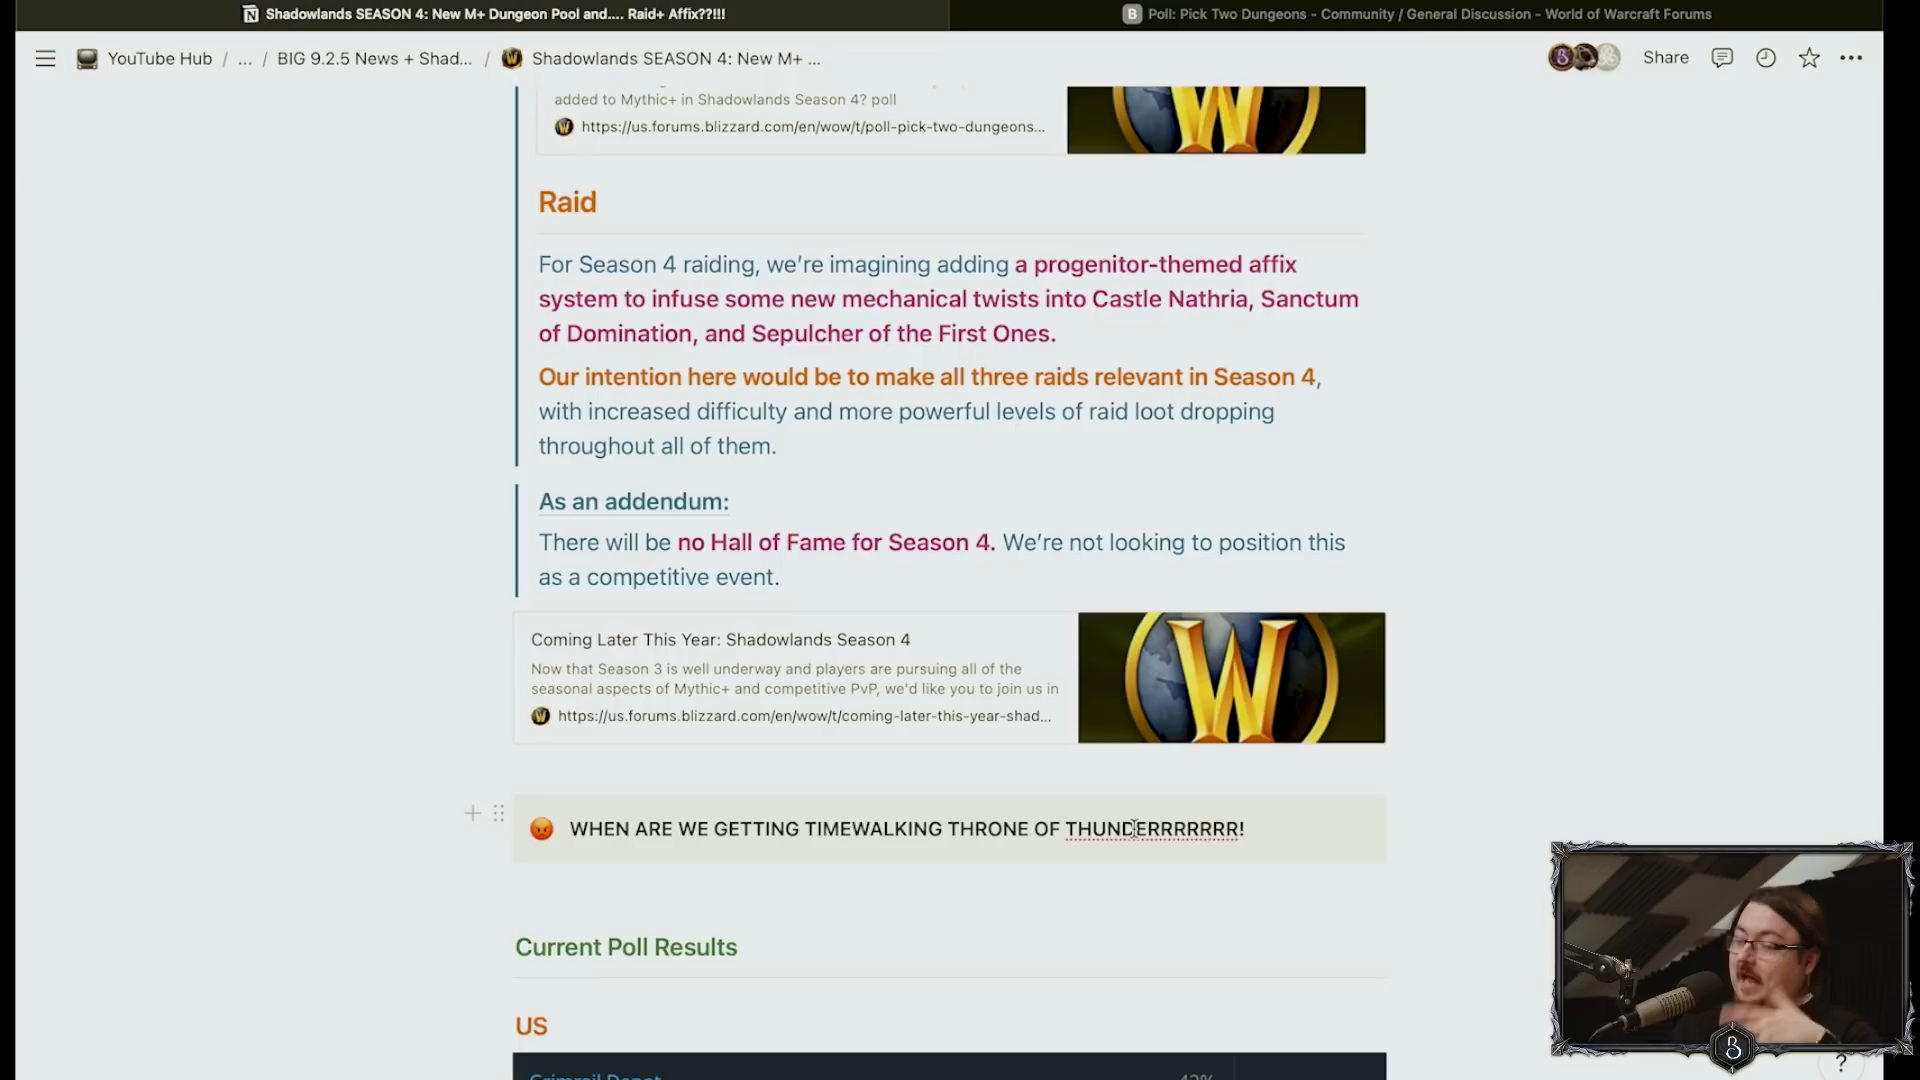 Shadowlands SEASON 4: New M+ Dungeon Pool and.... Raid+ Affix??!!!
Poll: Pick Two Dungeons - Community / General Discussion - World of Warcraft Forums
YouTube Hub / ... / BIG 9.2.5 News + Shad... / Shadowlands SEASON 4: New M+ ...
Share
added to Mythic+ in Shadowlands Season 4? poll
https://us.forums.blizzard.com/en/wow/t/poll-pick-two-dungeons...
Raid
For Season 4 raiding, we're imagining adding a progenitor-themed affix
system to infuse some new mechanical twists into Castle Nathria, Sanctum
of Domination, and Sepulcher of the First Ones.
Our intention here would be to make all three raids relevant in Season 4,
with increased difficulty and more powerful levels of raid loot dropping
throughout all of them.
As an addendum:
There will be no Hall of Fame for Season 4. We're not looking to position this
as a competitive event.
Coming Later This Year: Shadowlands Season 4
Now that Season 3 is well underway and players are pursuing all of the
seasonal aspects of Mythic+ and competitive PvP, we'd like you to join us in
https://us.forums.blizzard.com/en/wow/t/coming-later-this-year-shad...
WHEN ARE WE GETTING TIMEWALKING THRONE OF THUNDERRRRRRR!
Current Poll Results
US